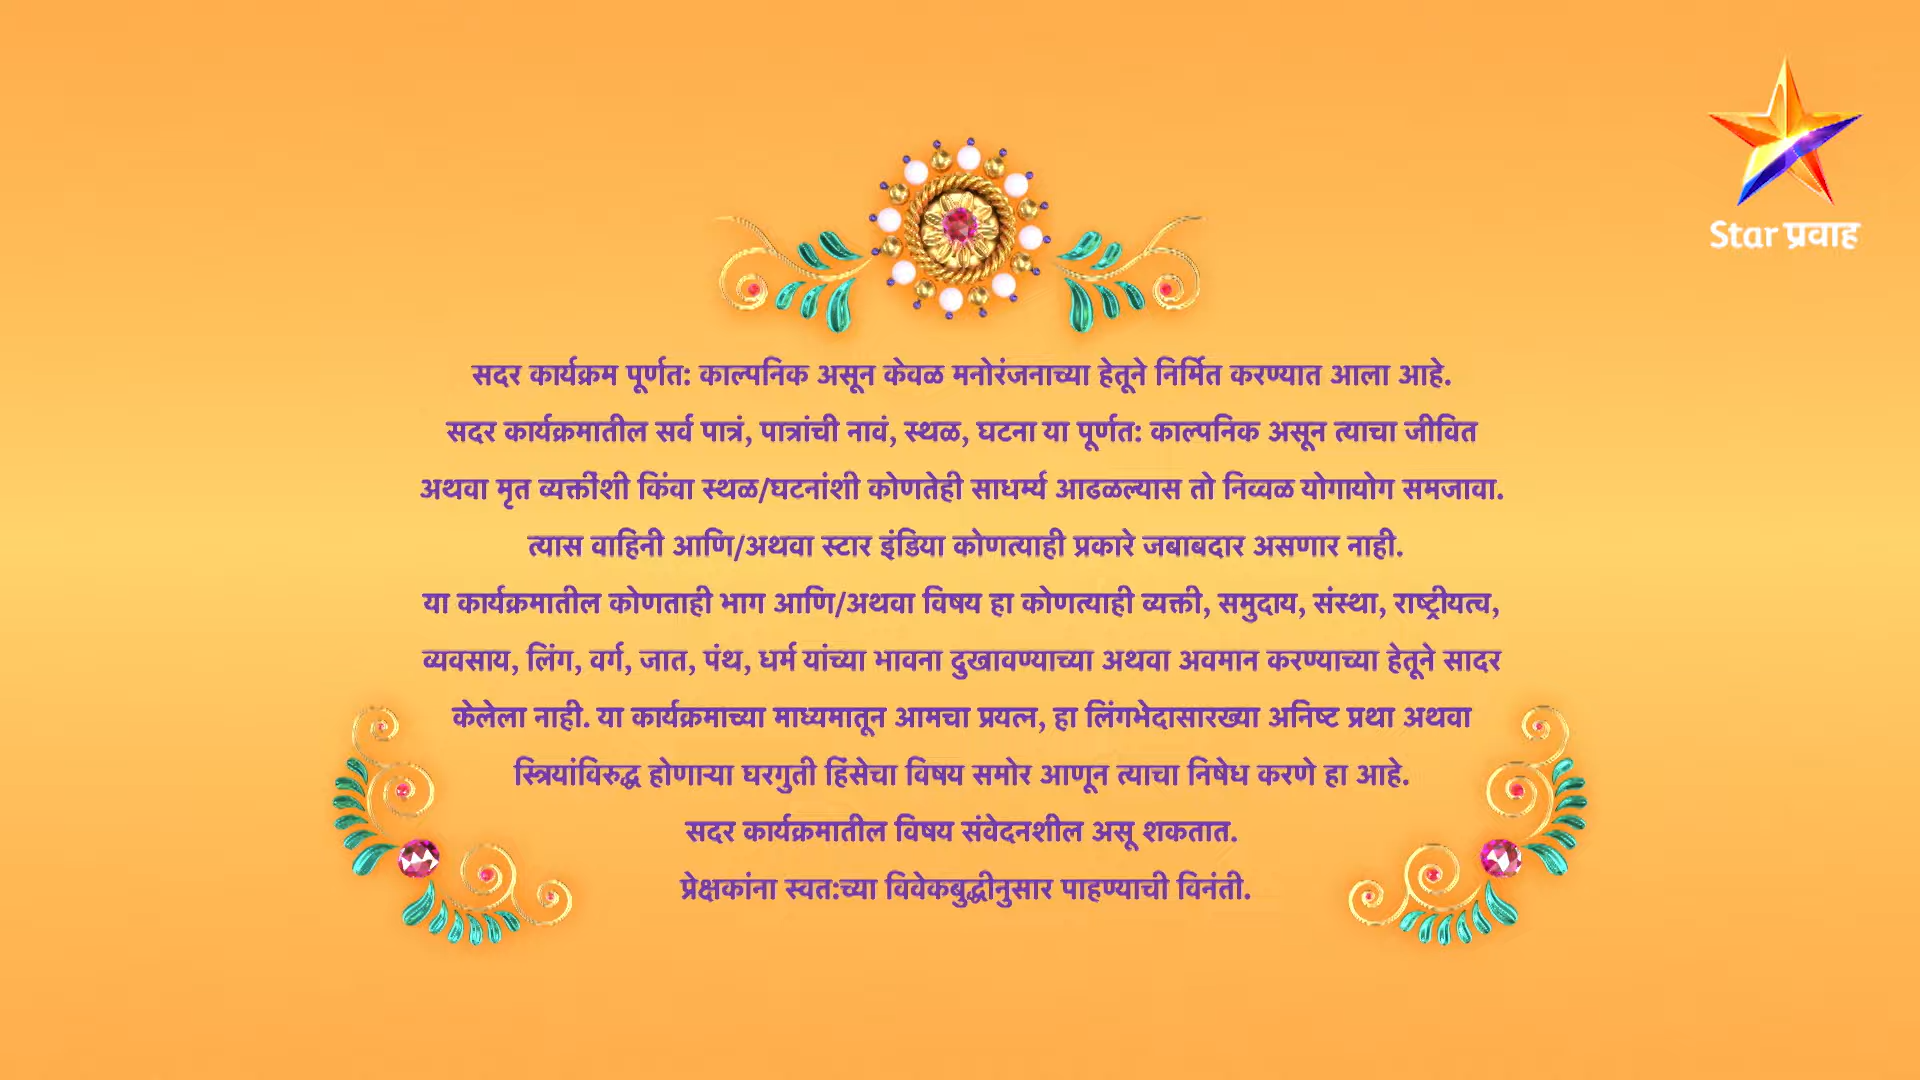 Star प्रवाह
सदर कार्यक्रम पूर्णत: काल्पनिक असून केवळ मनोरंजनाच्या हेतूने निर्मित करण्यात आला आहे.
सदर कार्यक्रमातील सर्व पात्रं, पात्रांची नावं, स्थळ, घटना या पूर्णत: काल्पनिक असून त्याचा जीवित
अथवा मृत व्यक्तींशी किंवा स्थळ/घटनांशी कोणतेही साधर्म्य आढळल्यास तो निव्वळ योगायोग समजावा.
त्यास वाहिनी आणि/अथवा स्टार इंडिया कोणत्याही प्रकारे जबाबदार असणार नाही.
या कार्यक्रमातील कोणताही भाग आणि/अथवा विषय हा कोणत्याही व्यक्ती, समुदाय, संस्था, राष्ट्रीयत्व,
व्यवसाय, लिंग, वर्ग, जात, पंथ, धर्म यांच्या भावना दुखावण्याच्या अथवा अवमान करण्याच्या हेतूने सादर
केलेला नाही. या कार्यक्रमाच्या माध्यमातून आमचा प्रयत्न, हा लिंगभेदासारख्या अनिष्ट प्रथा अथवा
स्त्रियांविरुद्ध होणाऱ्या घरगुती हिंसेचा विषय समोर आणून त्याचा निषेध करणे हा आहे.
सदर कार्यक्रमातील विषय संवेदनशील असू शकतात.
प्रेक्षकांना स्वत:च्या विवेकबुद्धीनुसार पाहण्याची विनंती.